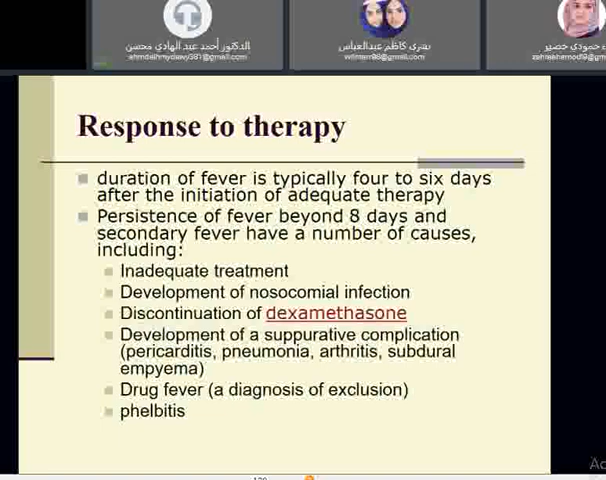 الدكتور أحمد عبد الهادي محسن
بشرى كاظم عبدالعباس
حمودي خضير
Response to therapy
duration of fever is typically four to six days
after the initiation of adequate therapy
Persistence of fever beyond 8 days and
secondary fever have a number of causes,
including:
Inadequate treatment
Development of nosocomial infection
Discontinuation of dexamethasone
Development of a suppurative complication
(pericarditis, pneumonia, arthritis, subdural
empyema)
Drug fever (a diagnosis of exclusion)
phelbitis